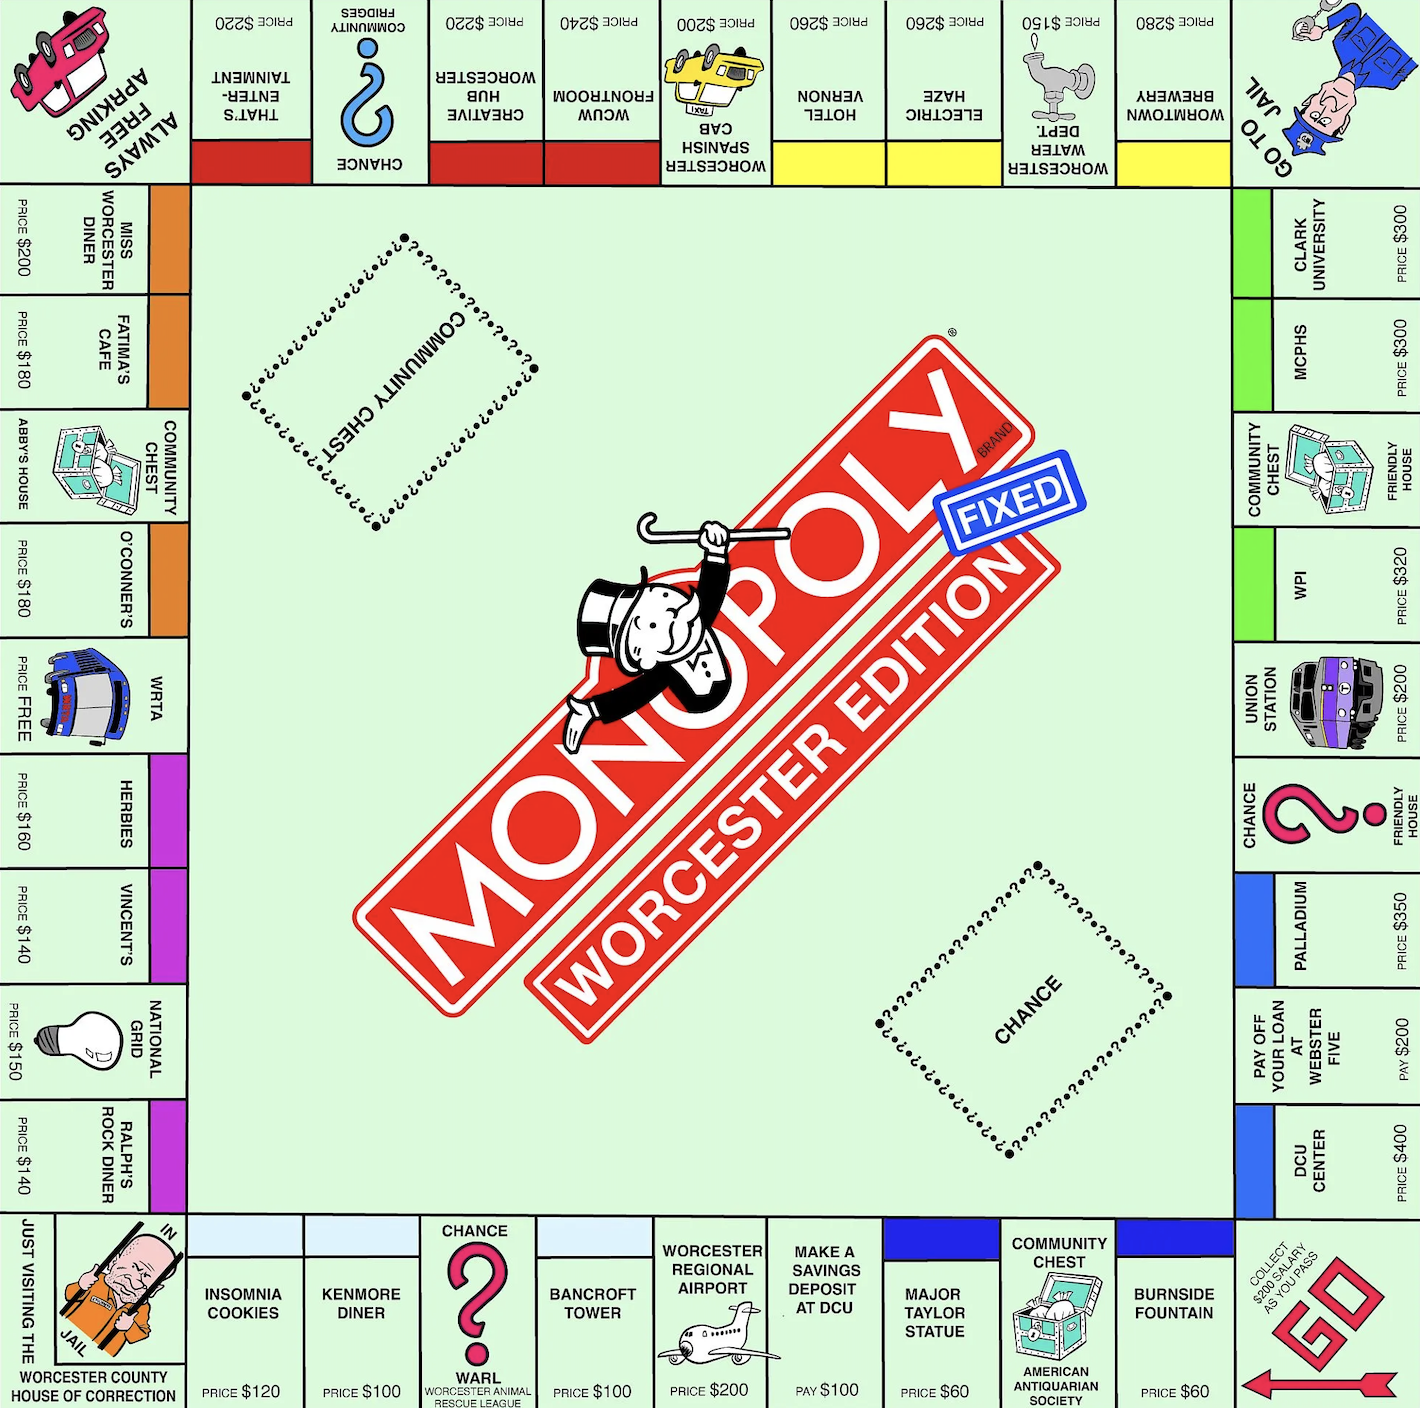 ALWAYS
FREE
APRKING
THAT'S
ENTER-
TAINMENT
PRICE $220
CHANCE
COMMUNITY
FRIDGES
CREATIVE
HUB
WORCESTER
PRICE $220
WCUW
FRONTROOM
PRICE $240
WORCESTER
SPANISH
CAB
TAXI
PRICE $200
HOTEL
VERNON
PRICE $260
ELECTRIC
HAZE
PRICE $260
WORCESTER
WATER
DEPT.
PRICE $150
WORMTOWN
BREWERY
PRICE $280
GO TO JAIL
CLARK
UNIVERSITY
PRICE $300
MCPHS
PRICE $300
COMMUNITY
CHEST
FRIENDLY
HOUSE
WPI
PRICE $320
UNION
STATION
T
PRICE $200
CHANCE
FRIENDLY
HOUSE
PALLADIUM
PRICE $350
PAY OFF
YOUR LOAN
AT
WEBSTER
FIVE
PAY $200
DCU
CENTER
PRICE $400
COLLECT
$200 SALARY
AS YOU PASS
GO
BURNSIDE
FOUNTAIN
PRICE $60
COMMUNITY
CHEST
AMERICAN
ANTIQUARIAN
SOCIETY
MAJOR
TAYLOR
STATUE
PRICE $60
MAKE A
SAVINGS
DEPOSIT
AT DCU
PAY $100
WORCESTER
REGIONAL
AIRPORT
PRICE $200
BANCROFT
TOWER
PRICE $100
CHANCE
WARL
WORCESTER ANIMAL
RESCUE LEAGUE
KENMORE
DINER
PRICE $100
INSOMNIA
COOKIES
PRICE $120
IN
JAIL
JUST VISITING THE
WORCESTER COUNTY
HOUSE OF CORRECTION
RALPH'S
ROCK DINER
PRICE $140
NATIONAL
GRID
PRICE $150
VINCENT'S
PRICE $140
HERBIES
PRICE $160
WRTA
PRICE FREE
O'CONNER'S
PRICE $180
COMMUNITY
CHEST
ABBY'S HOUSE
FATIMA'S
CAFE
PRICE $180
MISS
WORCESTER
DINER
PRICE $200
COMMUNITY CHEST
MONOPOLY
®
BRAND
FIXED
WORCESTER EDITION
CHANCE